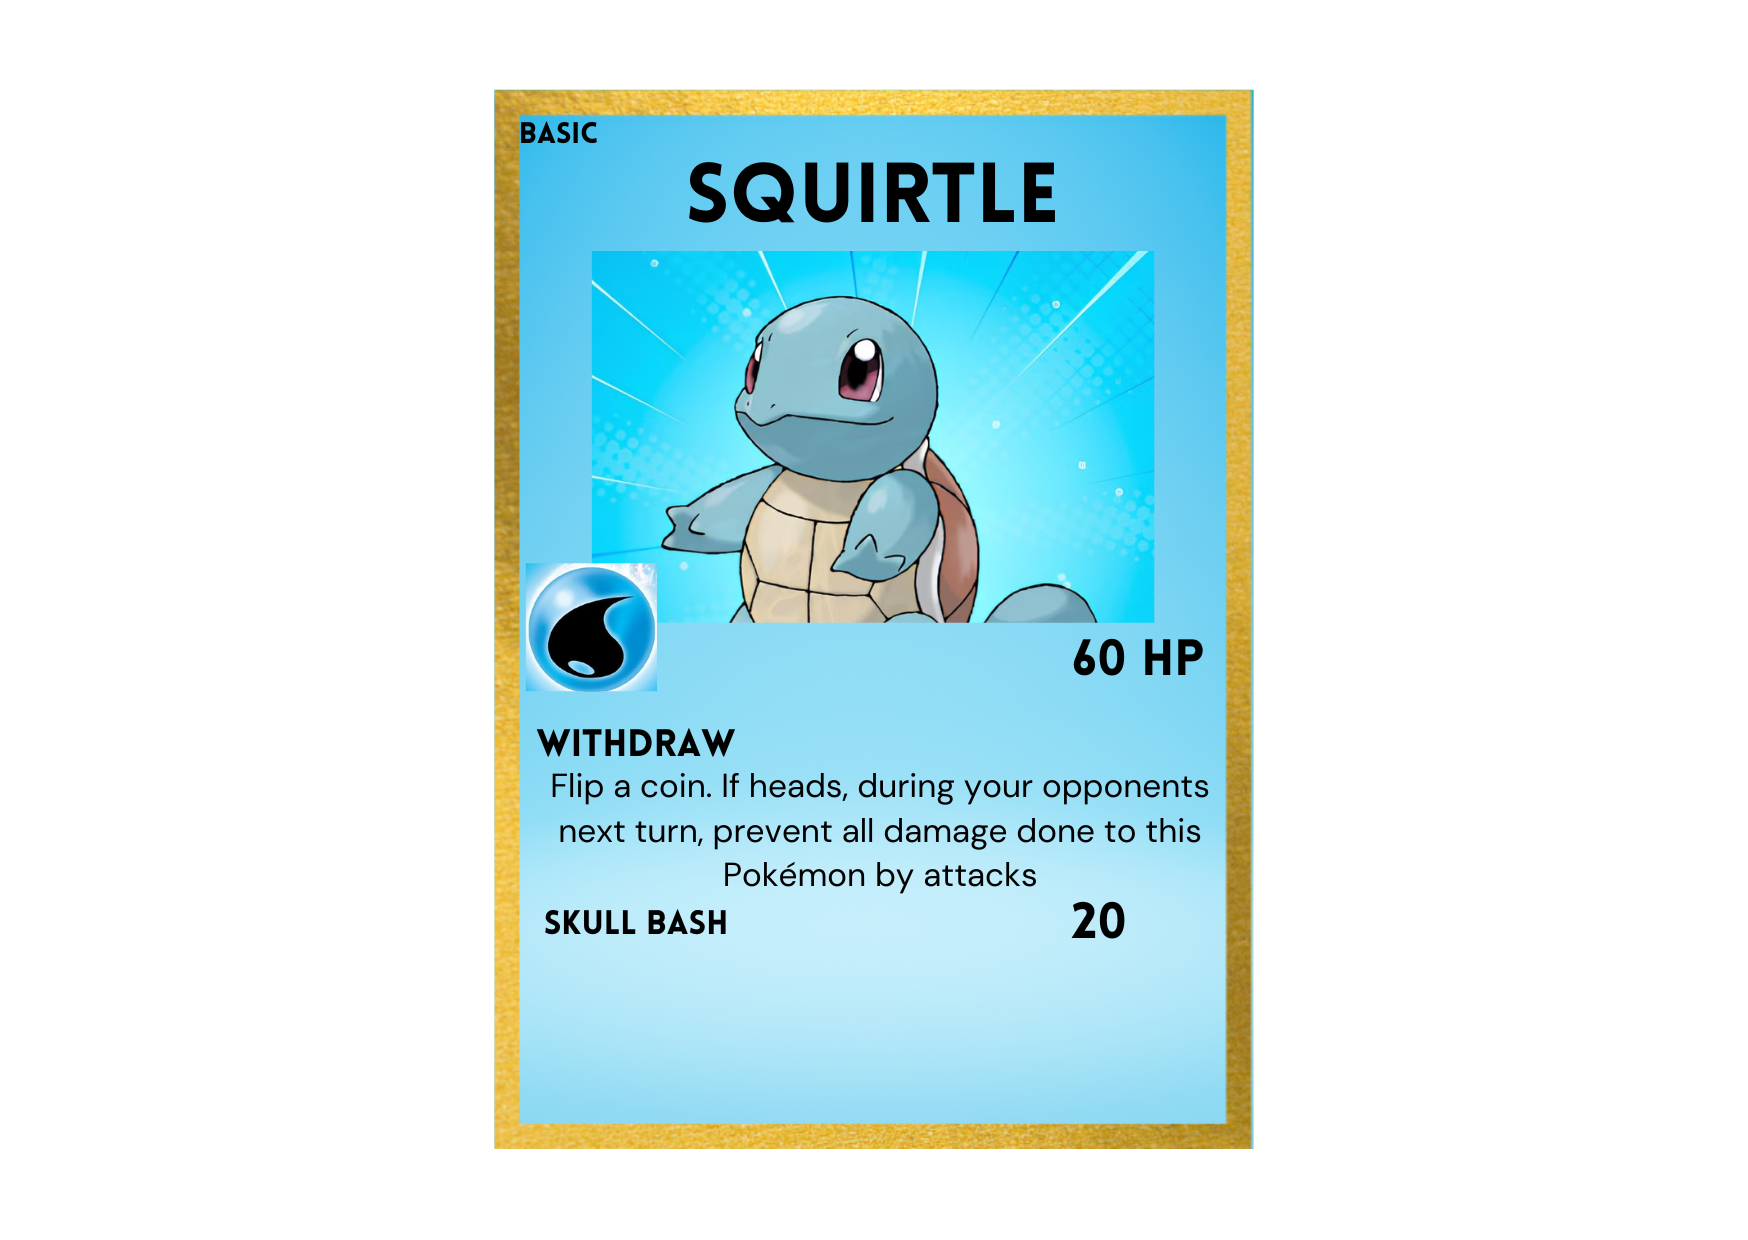 BASIC
SQUIRTLE
60 HP
WITHDRAW
Flip a coin. If heads, during your opponents
next turn, prevent all damage done to this
Pokémon by attacks
SKULL BASH 20